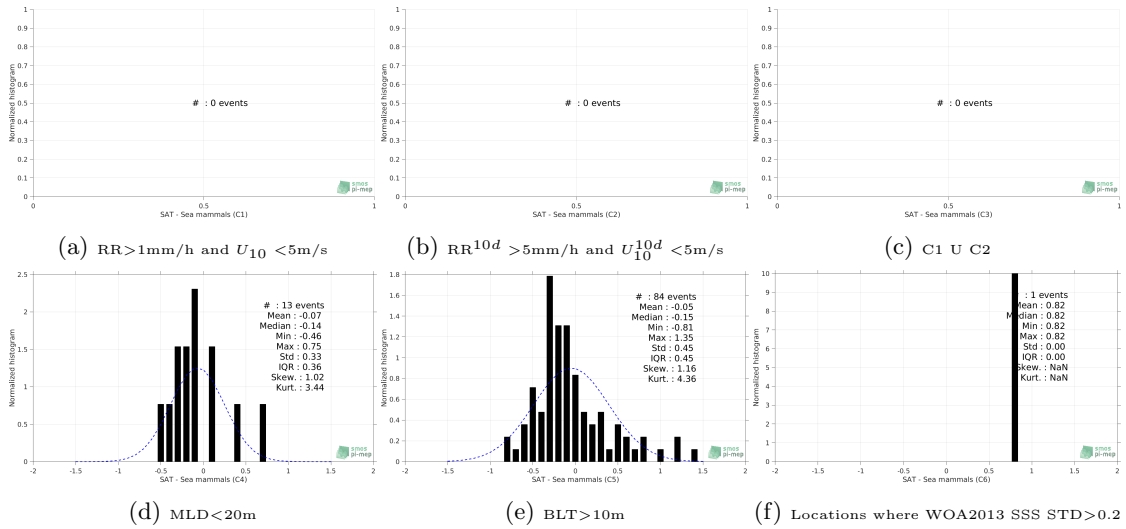 1
0.9
0.8
0.7
0.6
0.5
0.4
0.3
0.2
0.1
0
Normalized histogram
# : 0 events
0
0.5
1
SAT - Sea mammals (C1)
smos
pi-mep
(a) RR>1mm/h and U10 <5m/s
1
0.9
0.8
0.7
0.6
0.5
0.4
0.3
0.2
0.1
0
Normalized histogram
# : 0 events
0
0.5
1
SAT - Sea mammals (C2)
smos
pi-mep
(b) RR10d >5mm/h and U10d10 <5m/s
1
0.9
0.8
0.7
0.6
0.5
0.4
0.3
0.2
0.1
0
Normalized histogram
# : 0 events
0
0.5
1
SAT - Sea mammals (C3)
smos
pi-mep
(c) C1 U C2
2.5
2
1.5
1
0.5
0
Normalized histogram
# : 13 events
Mean : -0.07
Median : -0.14
Min : -0.46
Max : 0.75
Std : 0.33
IQR : 0.36
Skew. : 1.02
Kurt. : 3.44
-2
-1.5
-1
-0.5
0
0.5
1
1.5
2
SAT - Sea mammals (C4)
smos
pi-mep
(d) MLD<20m
1.8
1.6
1.4
1.2
1
0.8
0.6
0.4
0.2
0
Normalized histogram
# : 84 events
Mean : -0.05
Median : -0.15
Min : -0.81
Max : 1.35
Std : 0.45
IQR : 0.45
Skew. : 1.16
Kurt. : 4.36
-2
-1.5
-1
-0.5
0
0.5
1
1.5
2
SAT - Sea mammals (C5)
smos
pi-mep
(e) BLT>10m
10
9
8
7
6
5
4
3
2
1
0
Normalized histogram
: 1 events
Mean : 0.82
Median : 0.82
Min : 0.82
Max : 0.82
Std : 0.00
IQR : 0.00
Skew. : NaN
Kurt. : NaN
-2
-1.5
-1
-0.5
0
0.5
1
1.5
2
SAT - Sea mammals (C6)
smos
pi-mep
(f) Locations where WOA2013 SSS STD>0.2